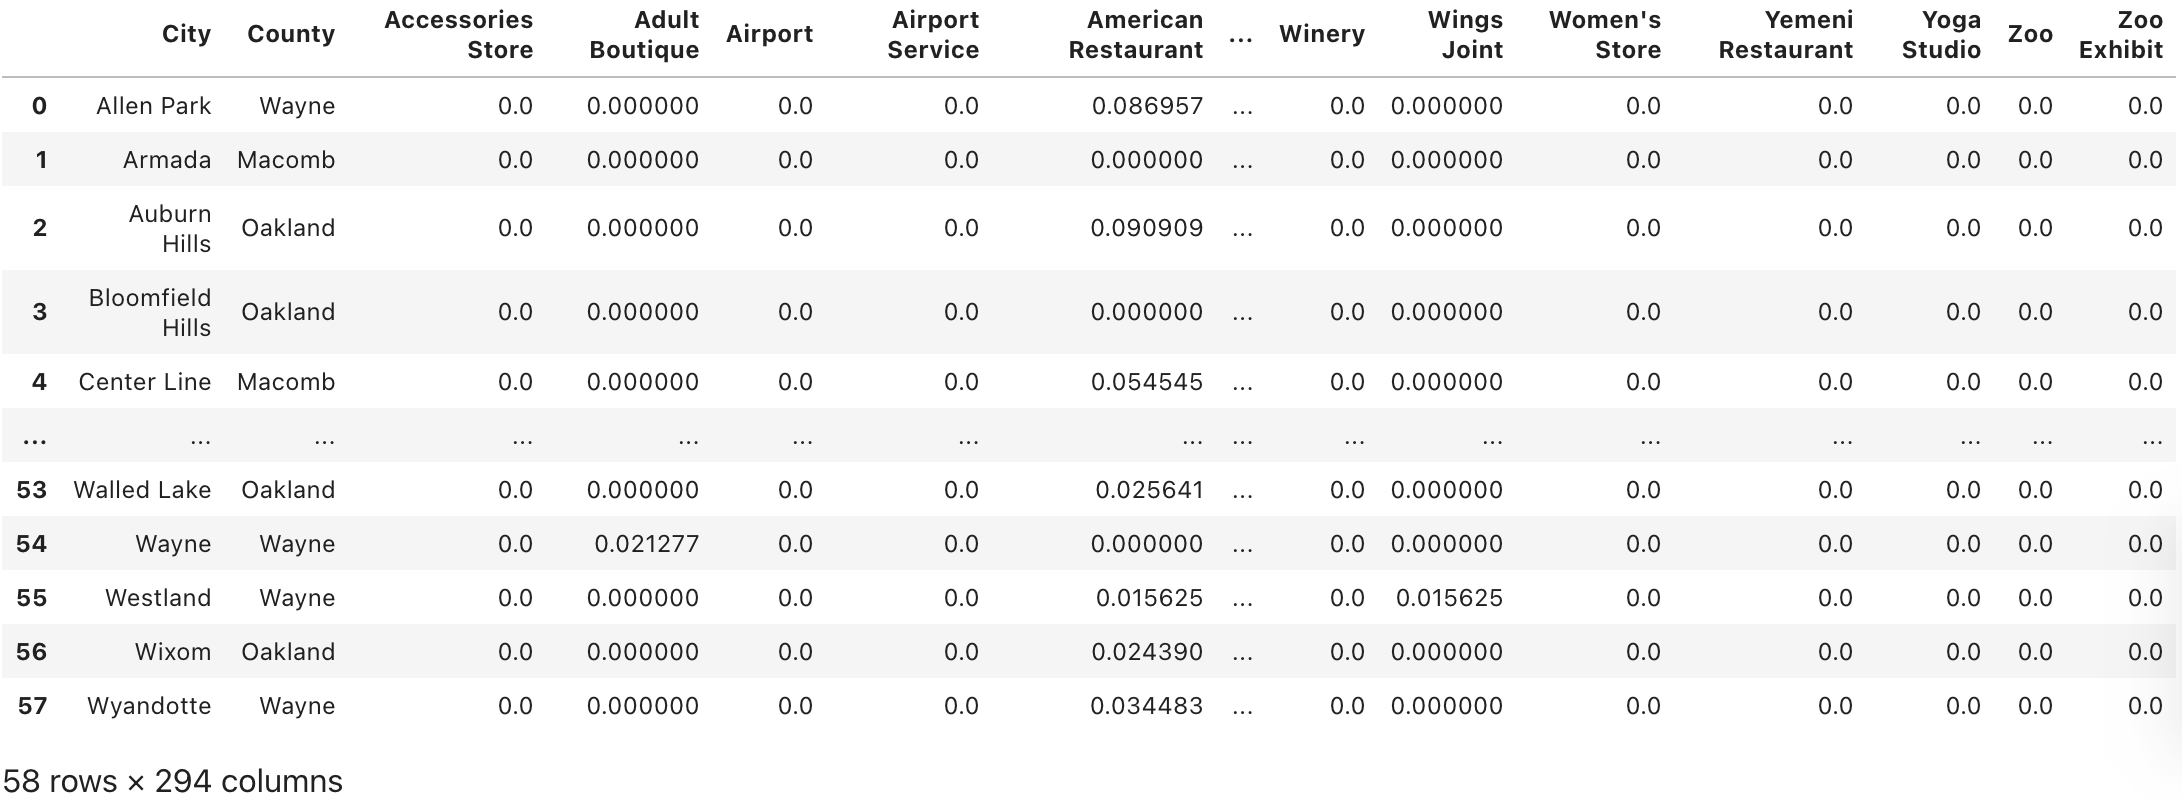 City County Accessories Store Adult Boutique Airport Airport Service American Restaurant ... Winery Wings Joint Women's Store Yemeni Restaurant Yoga Studio Zoo Zoo Exhibit
0 Allen Park Wayne 0.0 0.000000 0.0 0.0 0.086957 ... 0.0 0.000000 0.0 0.0 0.0 0.0 0.0
1 Armada Macomb 0.0 0.000000 0.0 0.0 0.000000 ... 0.0 0.000000 0.0 0.0 0.0 0.0 0.0
2 Auburn Hills Oakland 0.0 0.000000 0.0 0.0 0.090909 ... 0.0 0.000000 0.0 0.0 0.0 0.0 0.0
3 Bloomfield Hills Oakland 0.0 0.000000 0.0 0.0 0.000000 ... 0.0 0.000000 0.0 0.0 0.0 0.0 0.0
4 Center Line Macomb 0.0 0.000000 0.0 0.0 0.054545 ... 0.0 0.000000 0.0 0.0 0.0 0.0 0.0
... ... ... ... ... ... ... ... ... ... ... ... ... ... ... ...
53 Walled Lake Oakland 0.0 0.000000 0.0 0.0 0.025641 ... 0.0 0.000000 0.0 0.0 0.0 0.0 0.0
54 Wayne Wayne 0.0 0.021277 0.0 0.0 0.000000 ... 0.0 0.000000 0.0 0.0 0.0 0.0 0.0
55 Westland Wayne 0.0 0.000000 0.0 0.0 0.015625 ... 0.0 0.015625 0.0 0.0 0.0 0.0 0.0
56 Wixom Oakland 0.0 0.000000 0.0 0.0 0.024390 ... 0.0 0.000000 0.0 0.0 0.0 0.0 0.0
57 Wyandotte Wayne 0.0 0.000000 0.0 0.0 0.034483 ... 0.0 0.000000 0.0 0.0 0.0 0.0 0.0
58 rows × 294 columns